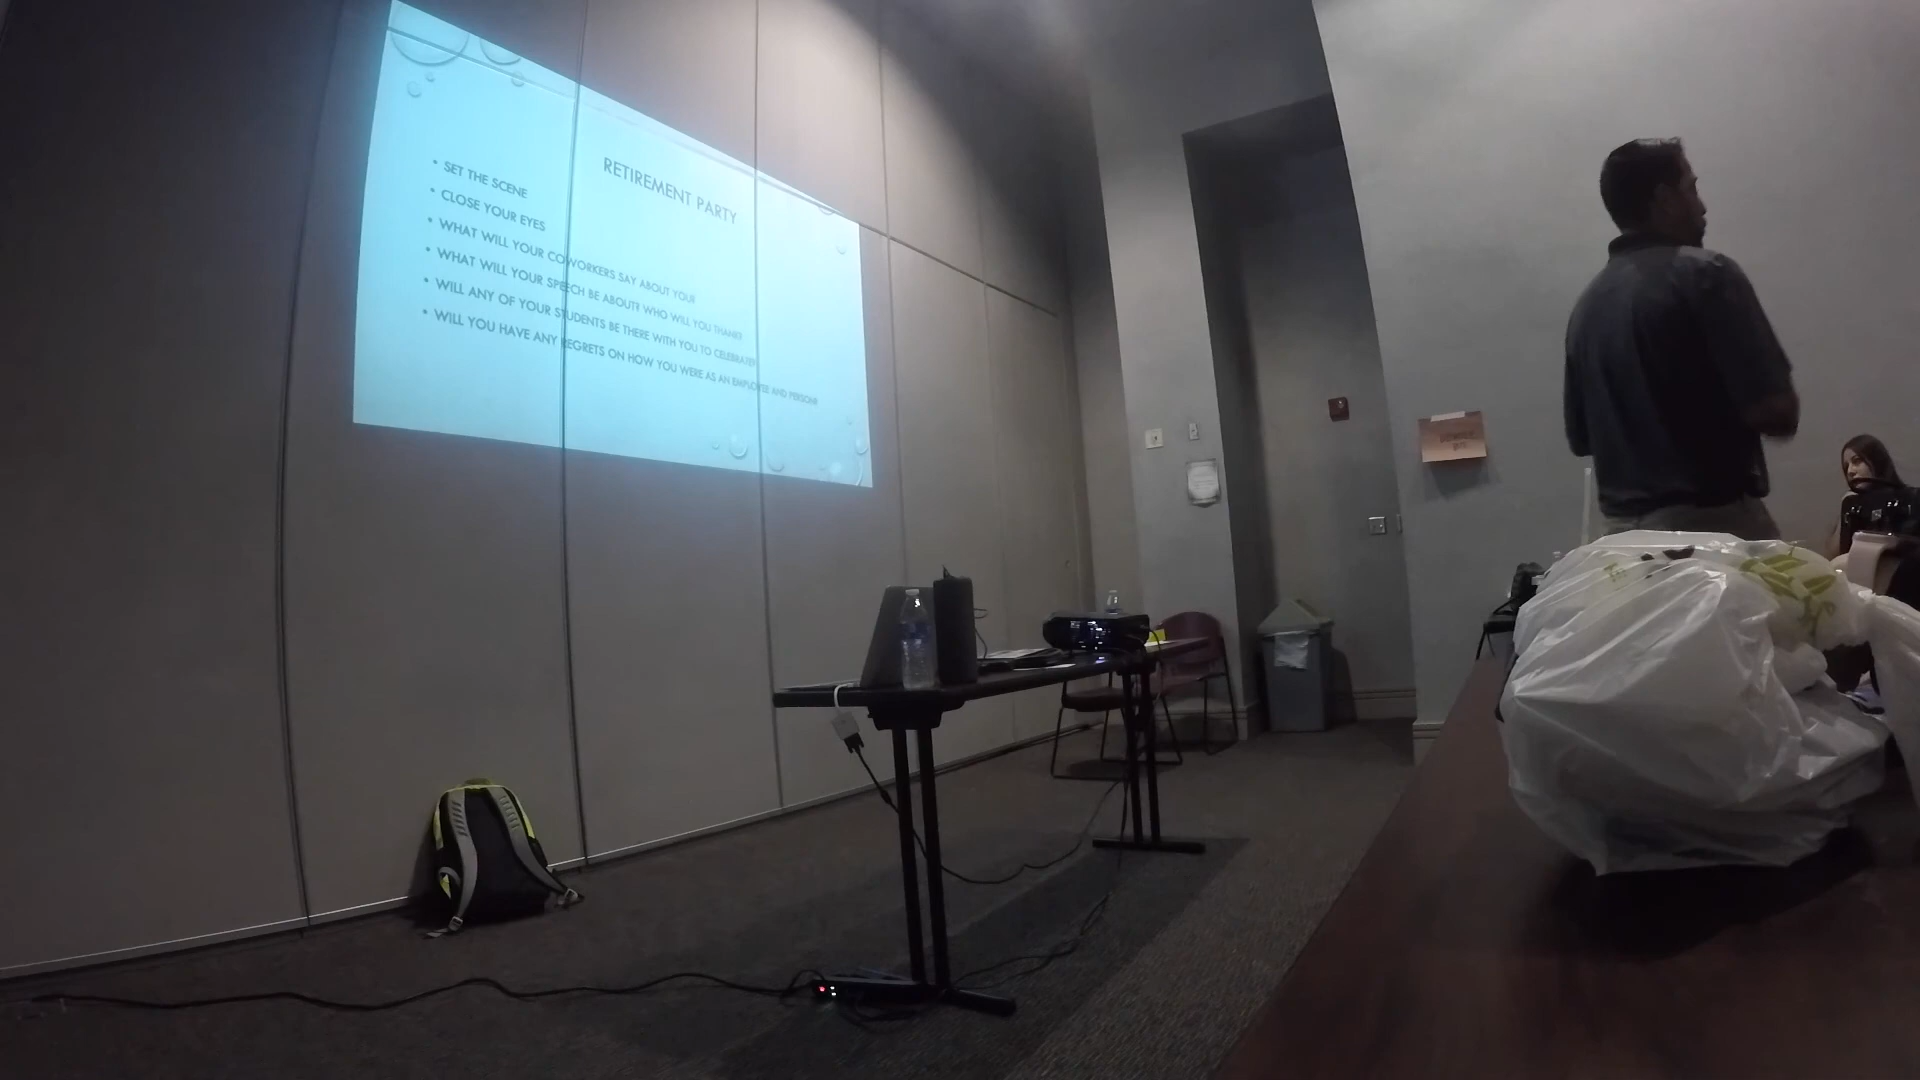 RETIREMENT PARTY
• SET THE SCENE
• CLOSE YOUR EYES
• WHAT WILL YOUR COWORKERS SAY ABOUT YOU?
• WHAT WILL YOUR SPEECH BE ABOUT? WHO WILL YOU THANK?
• WILL ANY OF YOUR STUDENTS BE THERE WITH YOU TO CELEBRATE?
• WILL YOU HAVE ANY REGRETS ON HOW YOU WERE AS AN EMPLOYEE AND PERSON?